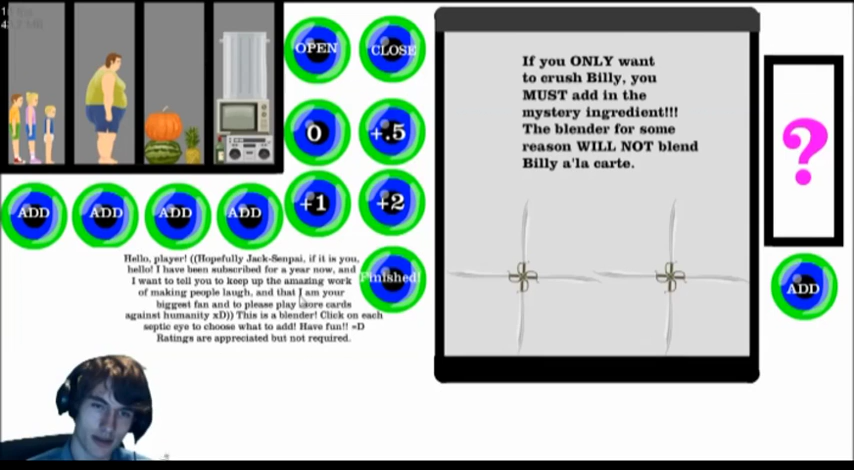 OPEN
CLOSE
0
+.5
+1
+2
ADD
ADD
ADD
ADD
Finished!
Hello, player! ((Hopefully Jack-Senpai, if it is you,
hello! I have been subscribed for a year now, and
I want to tell you to keep up the amazing work
of making people laugh, and that I am your
biggest fan and to please play more cards
against humanity xD)) This is a blender! Click on each
septic eye to choose what to add! Have fun!! =D
Ratings are appreciated but not required.
If you ONLY want
to crush Billy, you
MUST add in the
mystery ingredient!!!
The blender for some
reason WILL NOT blend
Billy a'la carte.
?
ADD